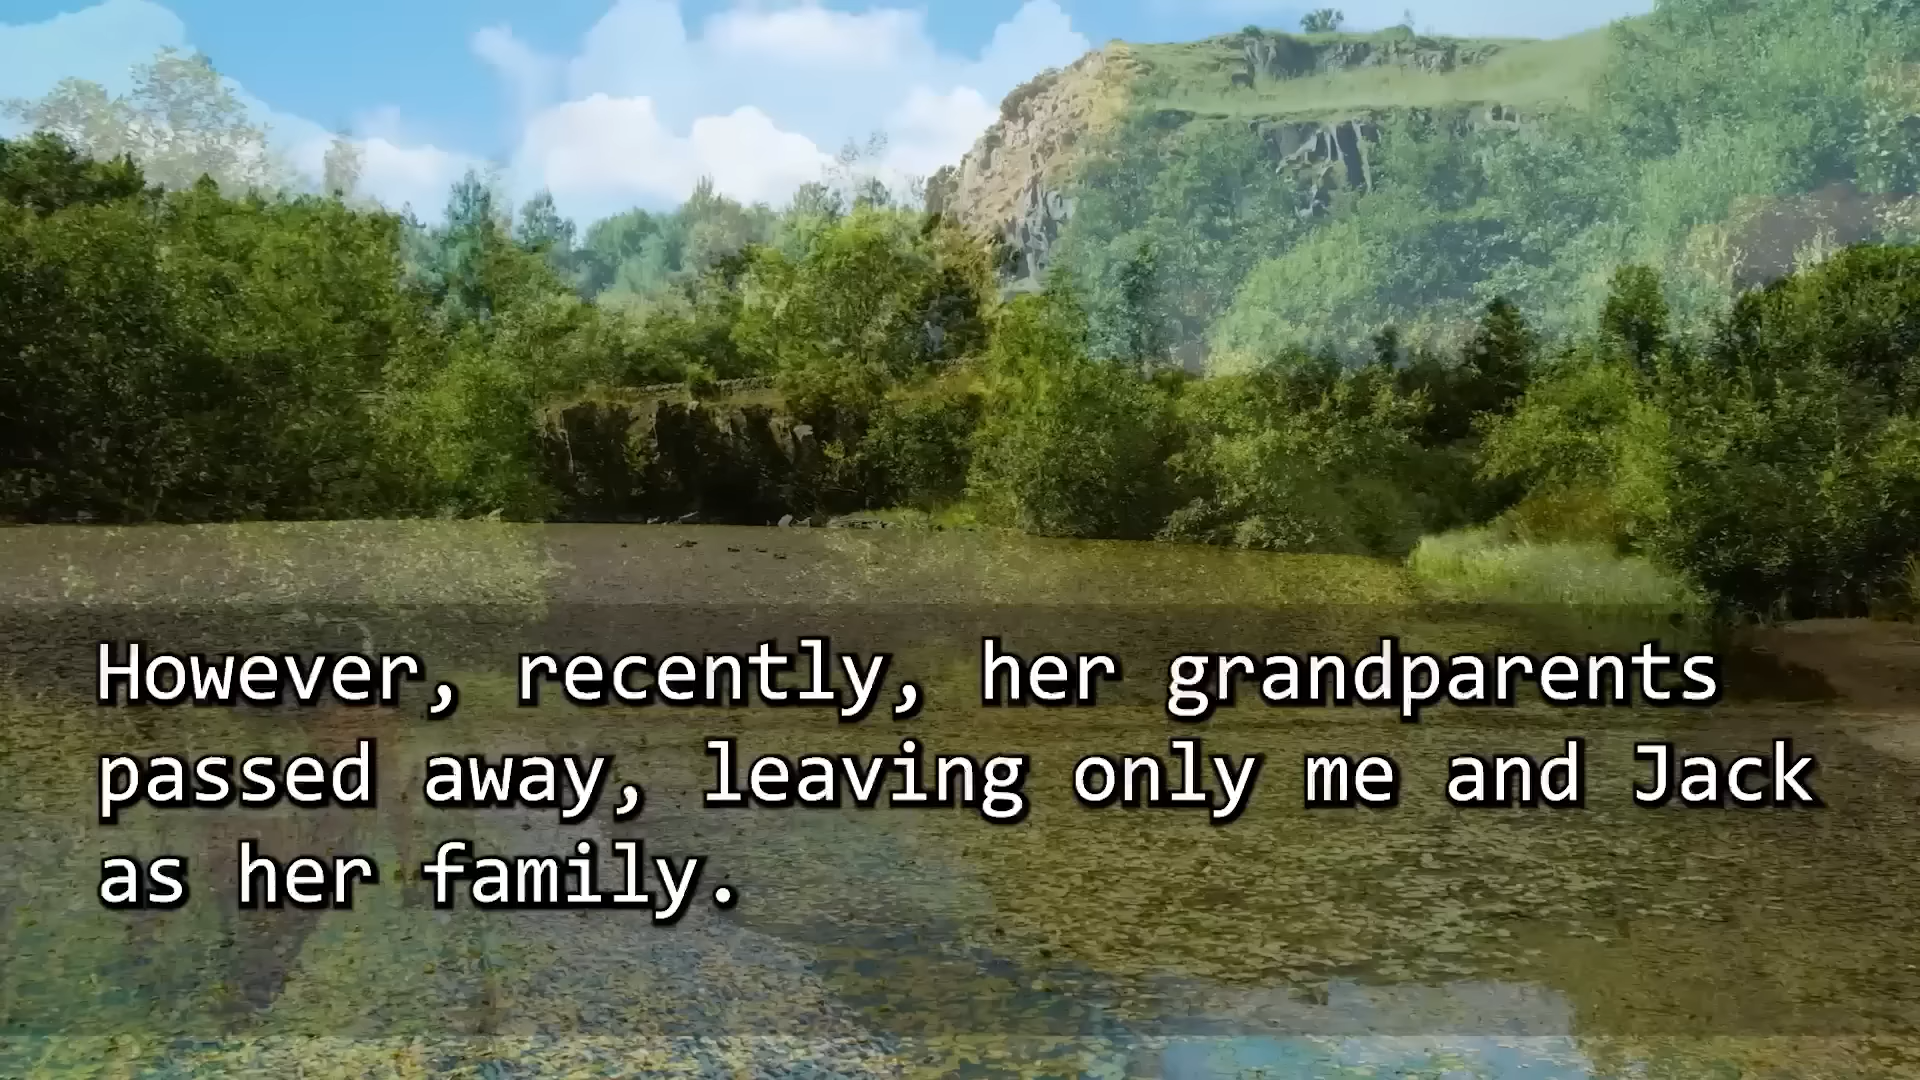 However, recently, her grandparents
passed away, leaving only me and Jack
as her family.